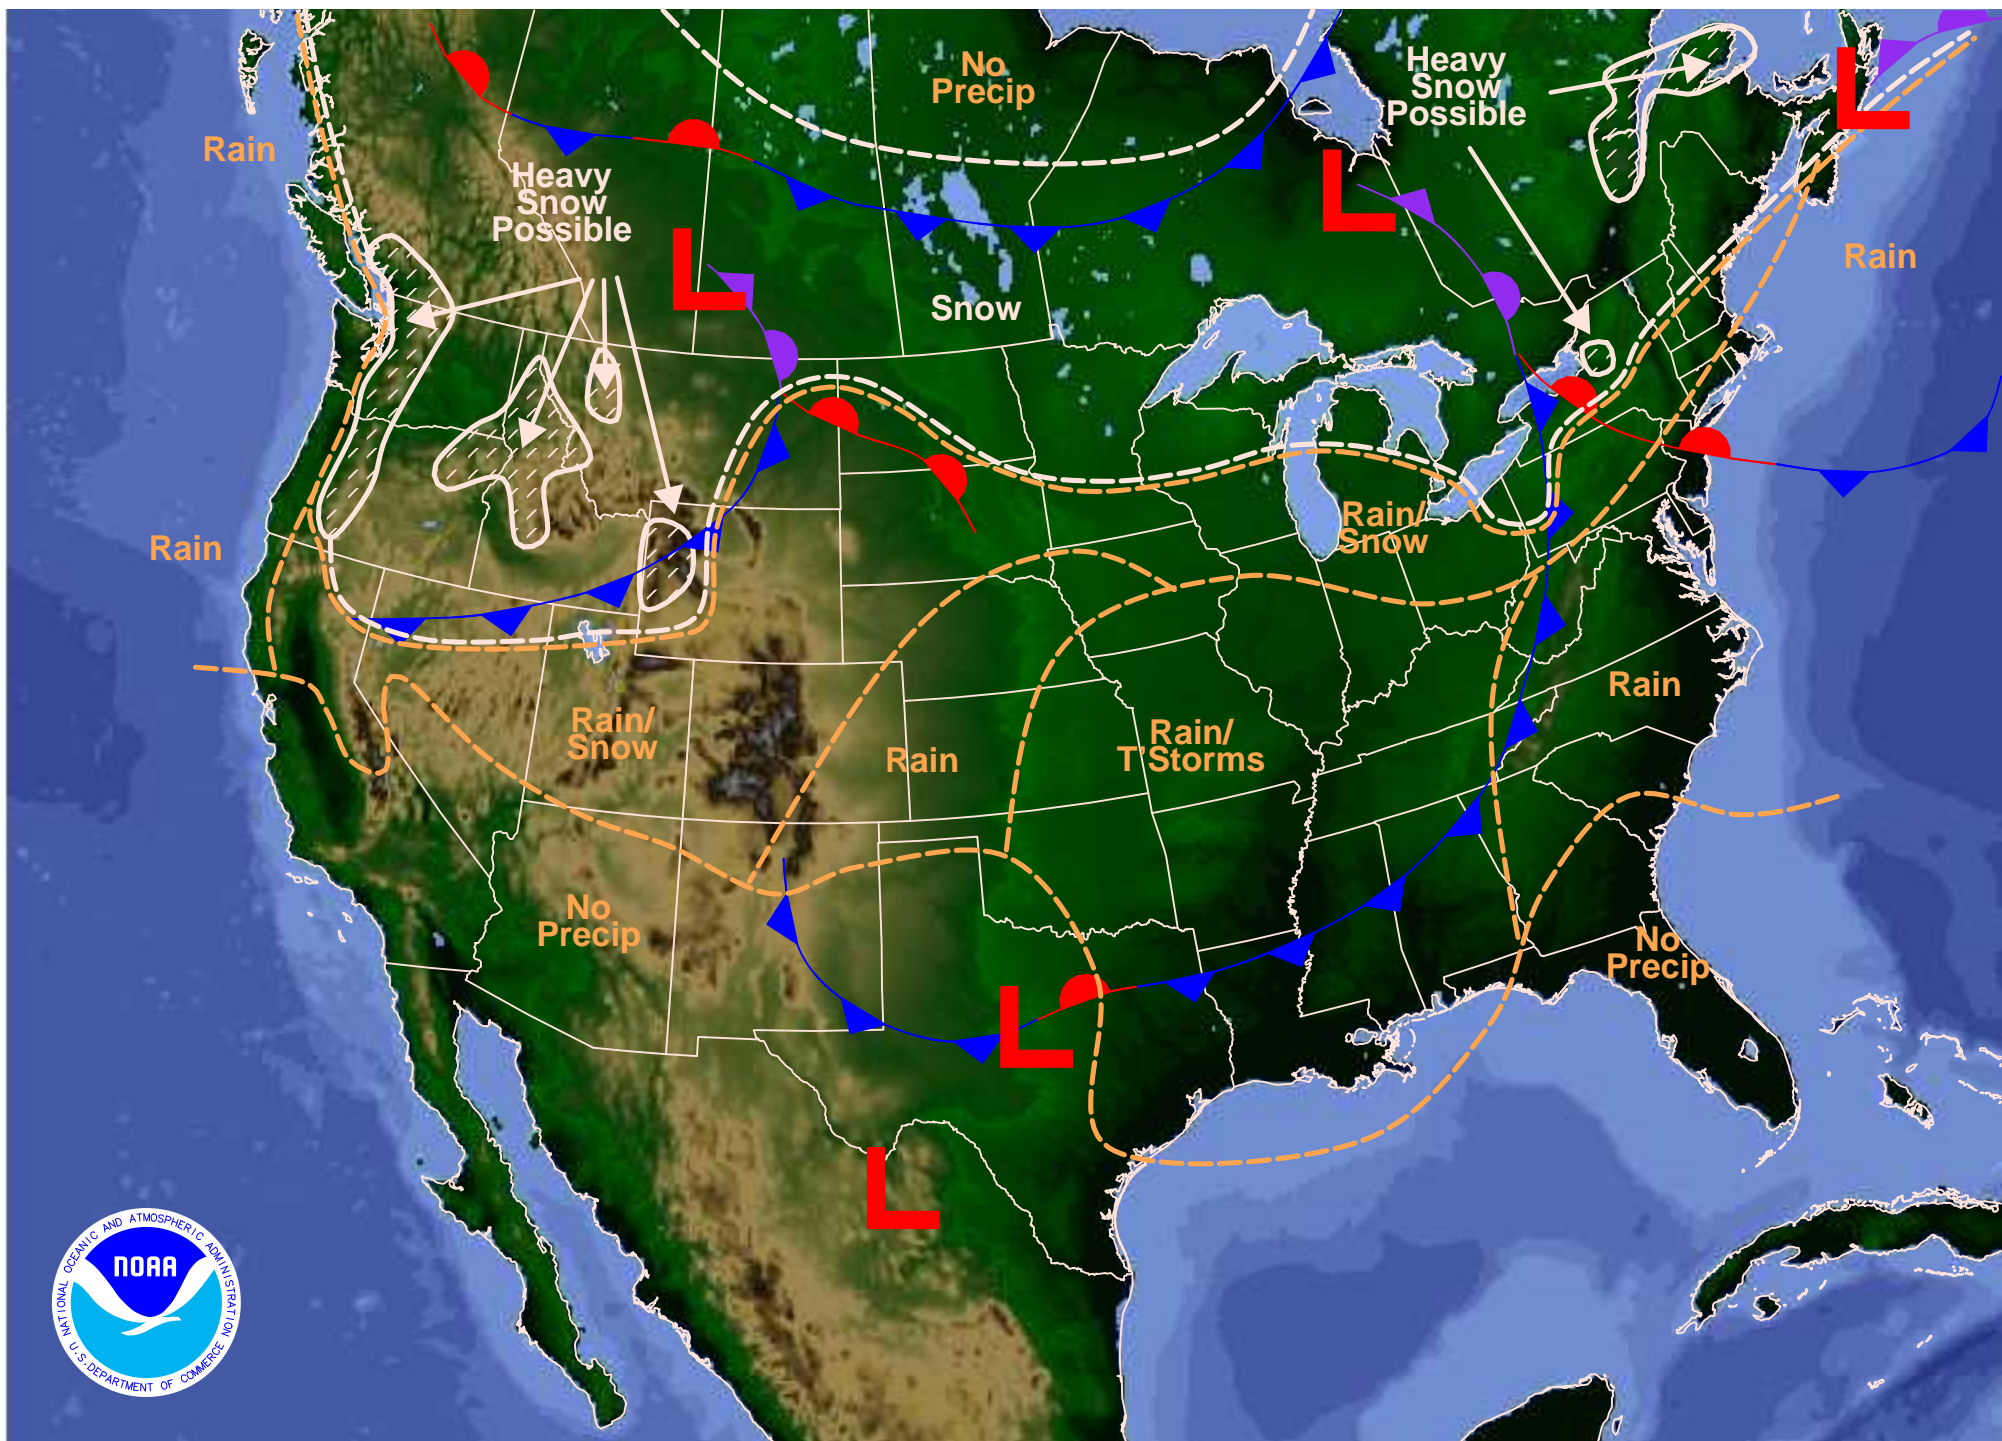 No
Precip
Heavy
Snow
Possible
Rain
Heavy
Snow
Possible
Rain
Snow
Rain
Rain/
Snow
Rain
Rain/
Snow
Rain
Rain/
T'Storms
No
Precip
No
Precip
L
L
L
L
L
NATIONAL OCEANIC AND ATMOSPHERIC ADMINISTRATION
NOAA
U.S. DEPARTMENT OF COMMERCE